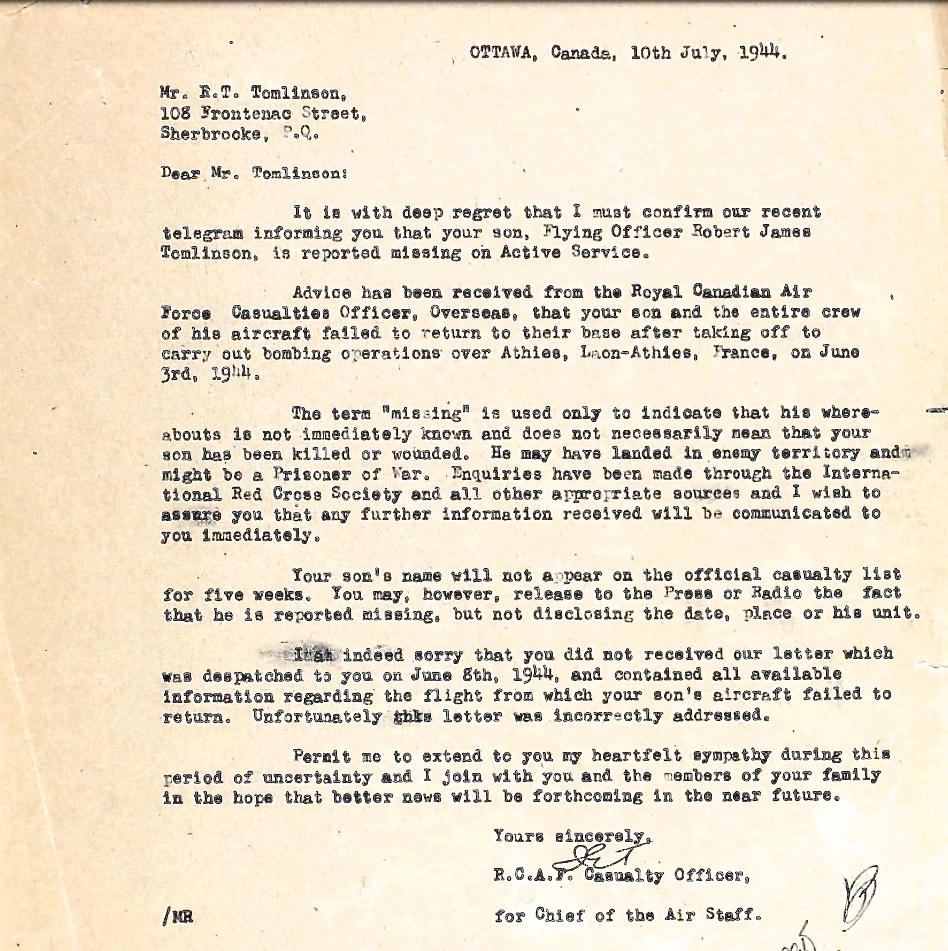 OTTAWA, Canada, 10th July, 1944.
Mr. R.T. Tomlinson,
108 Frontenac Street,
Sherbrooke, P.Q.
Dear Mr. Tomlinson:
It is with deep regret that I must confirm our recent
telegram informing you that your son, Flying Officer Robert James
Tomlinson, is reported missing on Active Service.
Advice has been received from the Royal Canadian Air
Force Casualties Officer, Overseas, that your son and the entire crew
of his aircraft failed to return to their base after taking off to
carry out bombing operations over Athies, Laon-Athies, France, on June
3rd, 1944.
The term "missing" is used only to indicate that his where-
abouts is not immediately known and does not necessarily mean that your
son has been killed or wounded. He may have landed in enemy territory and
might be a Prisoner of War. Enquiries have been made through the Interna-
tional Red Cross Society and all other appropriate sources and I wish to
assure you that any further information received will be communicated to
you immediately.
Your son's name will not appear on the official casualty list
for five weeks. You may, however, release to the Press or Radio the fact
that he is reported missing, but not disclosing the date, place or his unit.
indeed sorry that you did not received our letter which
was despatched to you on June 8th, 1944, and contained all available
information regarding the flight from which your son's aircraft failed to
return. Unfortunately this letter was incorrectly addressed.
Permit me to extend to you my heartfelt sympathy during this
period of uncertainty and I join with you and the members of your family
in the hope that better news will be forthcoming in the near future.
Yours sincerely,
R.C.A.F. Casualty Officer,
/MR for Chief of the Air Staff.